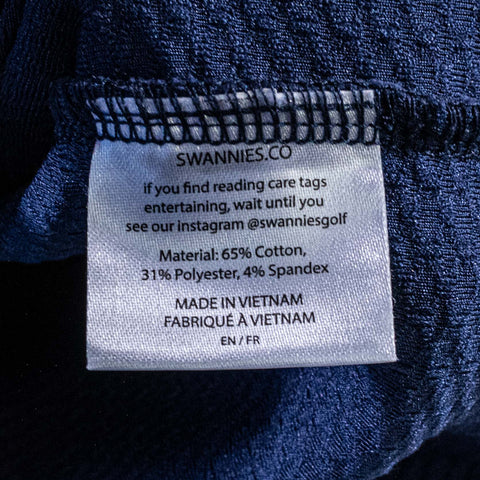 SWANNIES.CO
if you find reading care tags
entertaining, wait until you
see our instagram @swanniesgolf
Material: 65% Cotton,
31% Polyester, 4% Spandex
MADE IN VIETNAM
FABRIQUÉ À VIETNAM
EN / FR